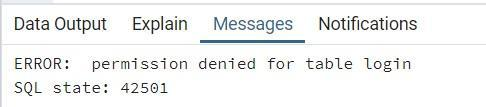 Data Output Explain Messages Notifications
ERROR:  permission denied for table login
SQL state: 42501